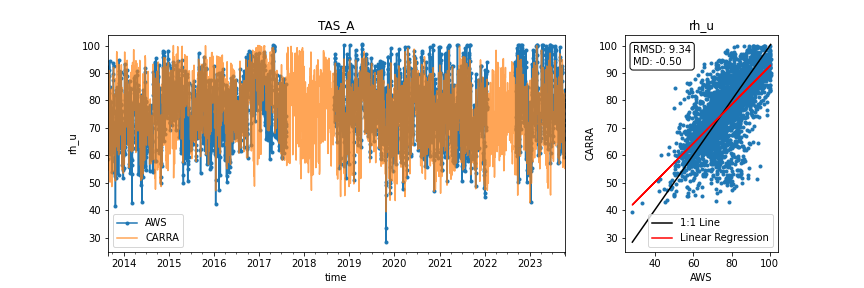 TAS_A
rh_u
100
90
80
70
60
50
40
30
rh_u
AWS
CARRA
2014 2015 2016 2017 2018 2019 2020 2021 2022 2023
time
rh_u
RMSD: 9.34
MD: -0.50
100
90
80
70
60
50
40
30
CARRA
1:1 Line
Linear Regression
40 60 80 100
AWS